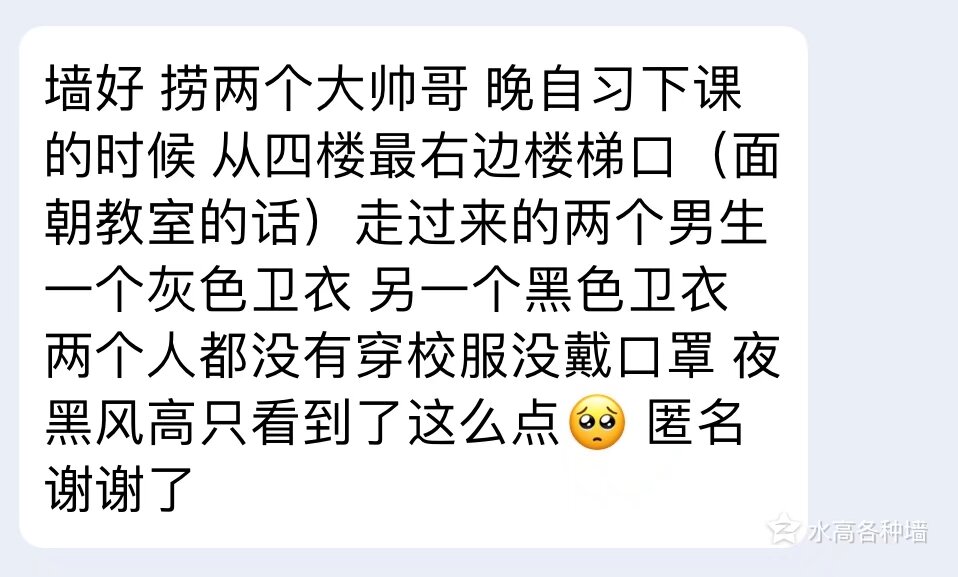 墙好 捞两个大帅哥 晚自习下课
的时候 从四楼最右边楼梯口（面
朝教室的话）走过来的两个男生
一个灰色卫衣 另一个黑色卫衣
两个人都没有穿校服没戴口罩 夜
黑风高只看到了这么点🥺 匿名
谢谢了
水高各种墙